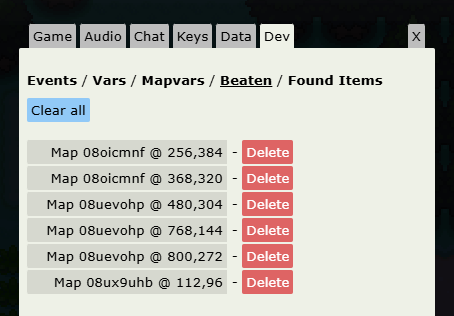 Game Audio Chat Keys Data Dev X
Events / Vars / Mapvars / Beaten / Found Items
Clear all
Map 08oicmnf @ 256,384 - Delete
Map 08oicmnf @ 368,320 - Delete
Map 08uevohp @ 480,304 - Delete
Map 08uevohp @ 768,144 - Delete
Map 08uevohp @ 800,272 - Delete
Map 08ux9uhb @ 112,96 - Delete